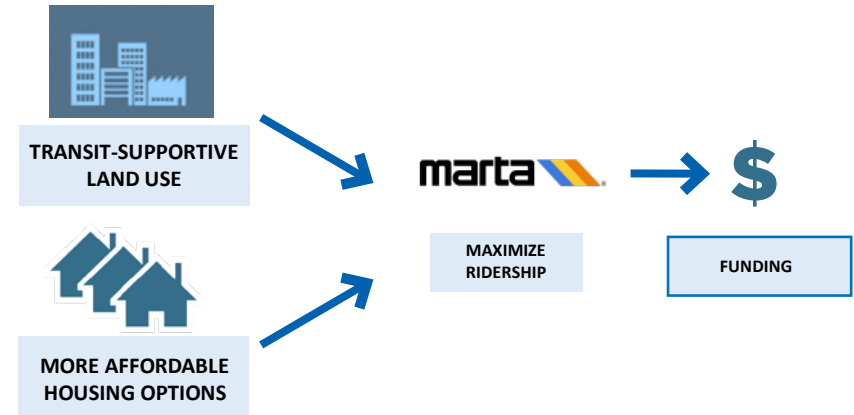 TRANSIT-SUPPORTIVE
LAND USE
MORE AFFORDABLE
HOUSING OPTIONS
marta
MAXIMIZE
RIDERSHIP
$
FUNDING